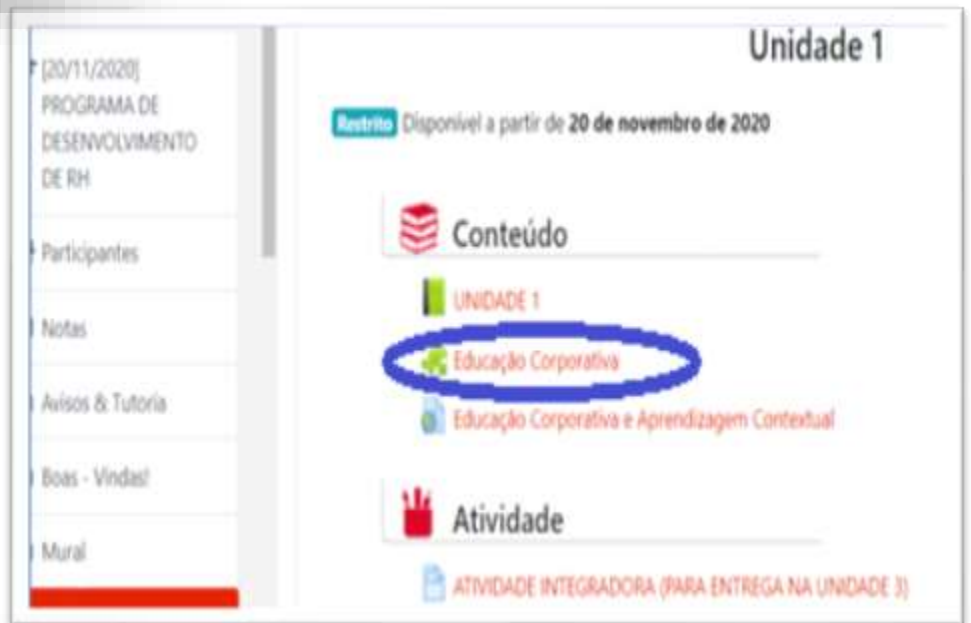 [20/11/2020]
PROGRAMA DE
DESENVOLVIMENTO
DE RH
Participantes
Notas
Avisos & Tutoria
Boas - Vindas!
Mural
Unidade 1
Restrito Disponível a partir de 20 de novembro de 2020
Conteúdo
UNIDADE 1
Educação Corporativa
Educação Corporativa e Aprendizagem Contextual
Atividade
ATIVIDADE INTEGRADORA (PARA ENTREGA NA UNIDADE 3)